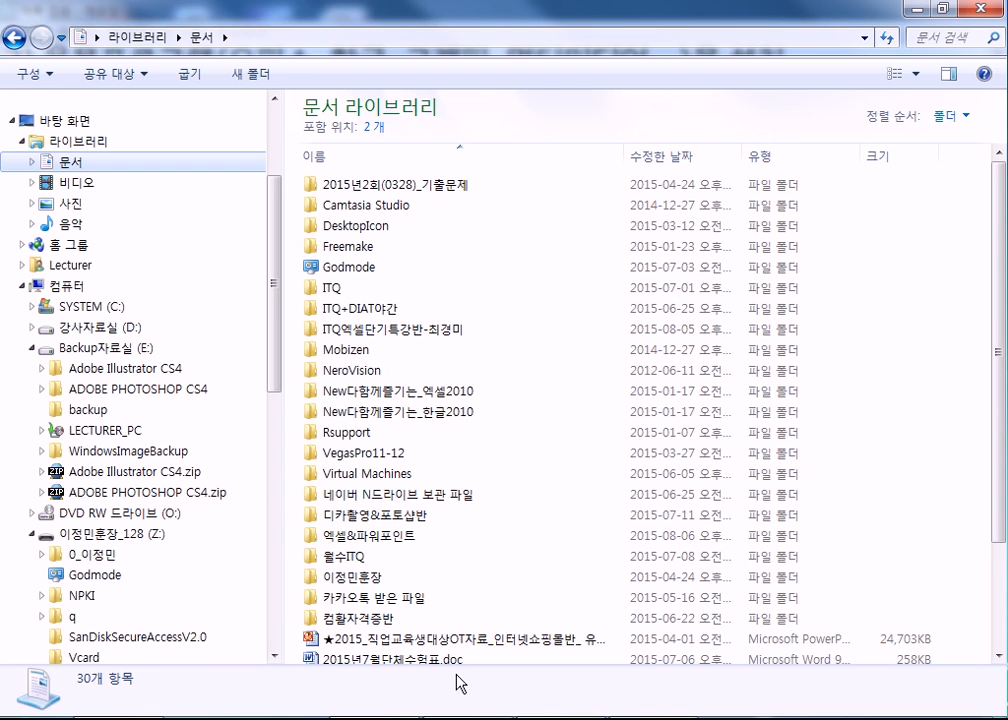 라이브러리 ▸ 문서 ▸
문서 검색
구성 공유 대상 굽기 새 폴더
바탕 화면
라이브러리
문서
비디오
사진
음악
홈 그룹
Lecturer
컴퓨터
SYSTEM (C:)
강사자료실 (D:)
Backup자료실 (E:)
Adobe Illustrator CS4
ADOBE PHOTOSHOP CS4
backup
LECTURER_PC
WindowsImageBackup
Adobe Illustrator CS4.zip
ADOBE PHOTOSHOP CS4.zip
DVD RW 드라이브 (O:)
이정민훈장_128 (Z:)
0_이정민
Godmode
NPKI
q
SanDiskSecureAccessV2.0
Vcard
문서 라이브러리
포함 위치: 2 개
정렬 순서: 폴더
이름 수정한 날짜 유형 크기
2015년2회(0328)_기출문제 2015-04-24 오후... 파일 폴더
Camtasia Studio 2014-12-27 오후... 파일 폴더
DesktopIcon 2015-03-12 오전... 파일 폴더
Freemake 2015-01-23 오후... 파일 폴더
Godmode 2015-07-03 오전... 파일 폴더
ITQ 2015-07-01 오후... 파일 폴더
ITQ+DIAT야간 2015-06-25 오후... 파일 폴더
ITQ엑셀단기특강반-최경미 2015-08-05 오후... 파일 폴더
Mobizen 2014-12-27 오전... 파일 폴더
NeroVision 2012-06-11 오전... 파일 폴더
New다함께즐기는_엑셀2010 2015-01-17 오전... 파일 폴더
New다함께즐기는_한글2010 2015-01-17 오전... 파일 폴더
Rsupport 2015-01-07 오전... 파일 폴더
VegasPro11-12 2015-03-27 오전... 파일 폴더
Virtual Machines 2015-06-05 오전... 파일 폴더
네이버 N드라이브 보관 파일 2015-06-25 오전... 파일 폴더
디카촬영&포토샵반 2015-07-11 오전... 파일 폴더
엑셀&파워포인트 2015-08-06 오전... 파일 폴더
월수ITQ 2015-07-08 오전... 파일 폴더
이정민훈장 2015-04-24 오후... 파일 폴더
카카오톡 받은 파일 2015-05-16 오전... 파일 폴더
컴활자격증반 2015-06-22 오전... 파일 폴더
★2015_직업교육생대상OT자료_인터넷쇼핑몰반_ 유... 2015-04-01 오전... Microsoft PowerP... 24,703KB
2015년7월단체수험표.doc 2015-07-06 오전... Microsoft Word 9... 258KB
30개 항목